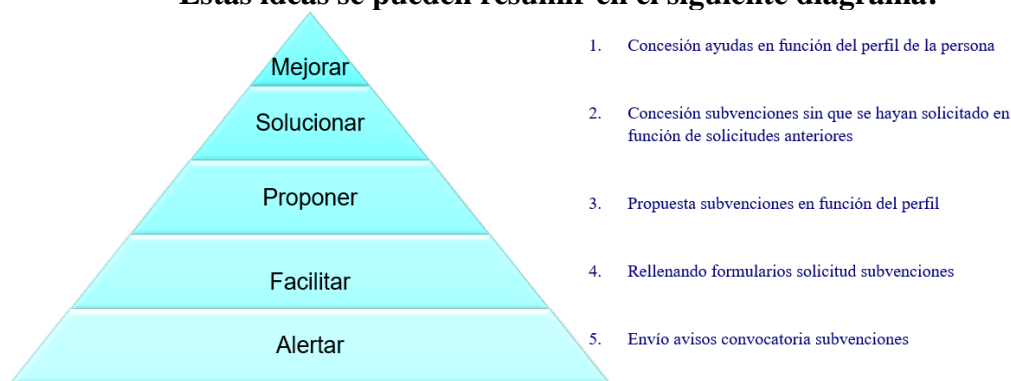 Estas ideas se pueden resumir en el siguiente diagrama:
Mejorar
1. Concesión ayudas en función del perfil de la persona
Solucionar
2. Concesión subvenciones sin que se hayan solicitado en
función de solicitudes anteriores
Proponer
3. Propuesta subvenciones en función del perfil
Facilitar
4. Rellenando formularios solicitud subvenciones
Alertar
5. Envío avisos convocatoria subvenciones